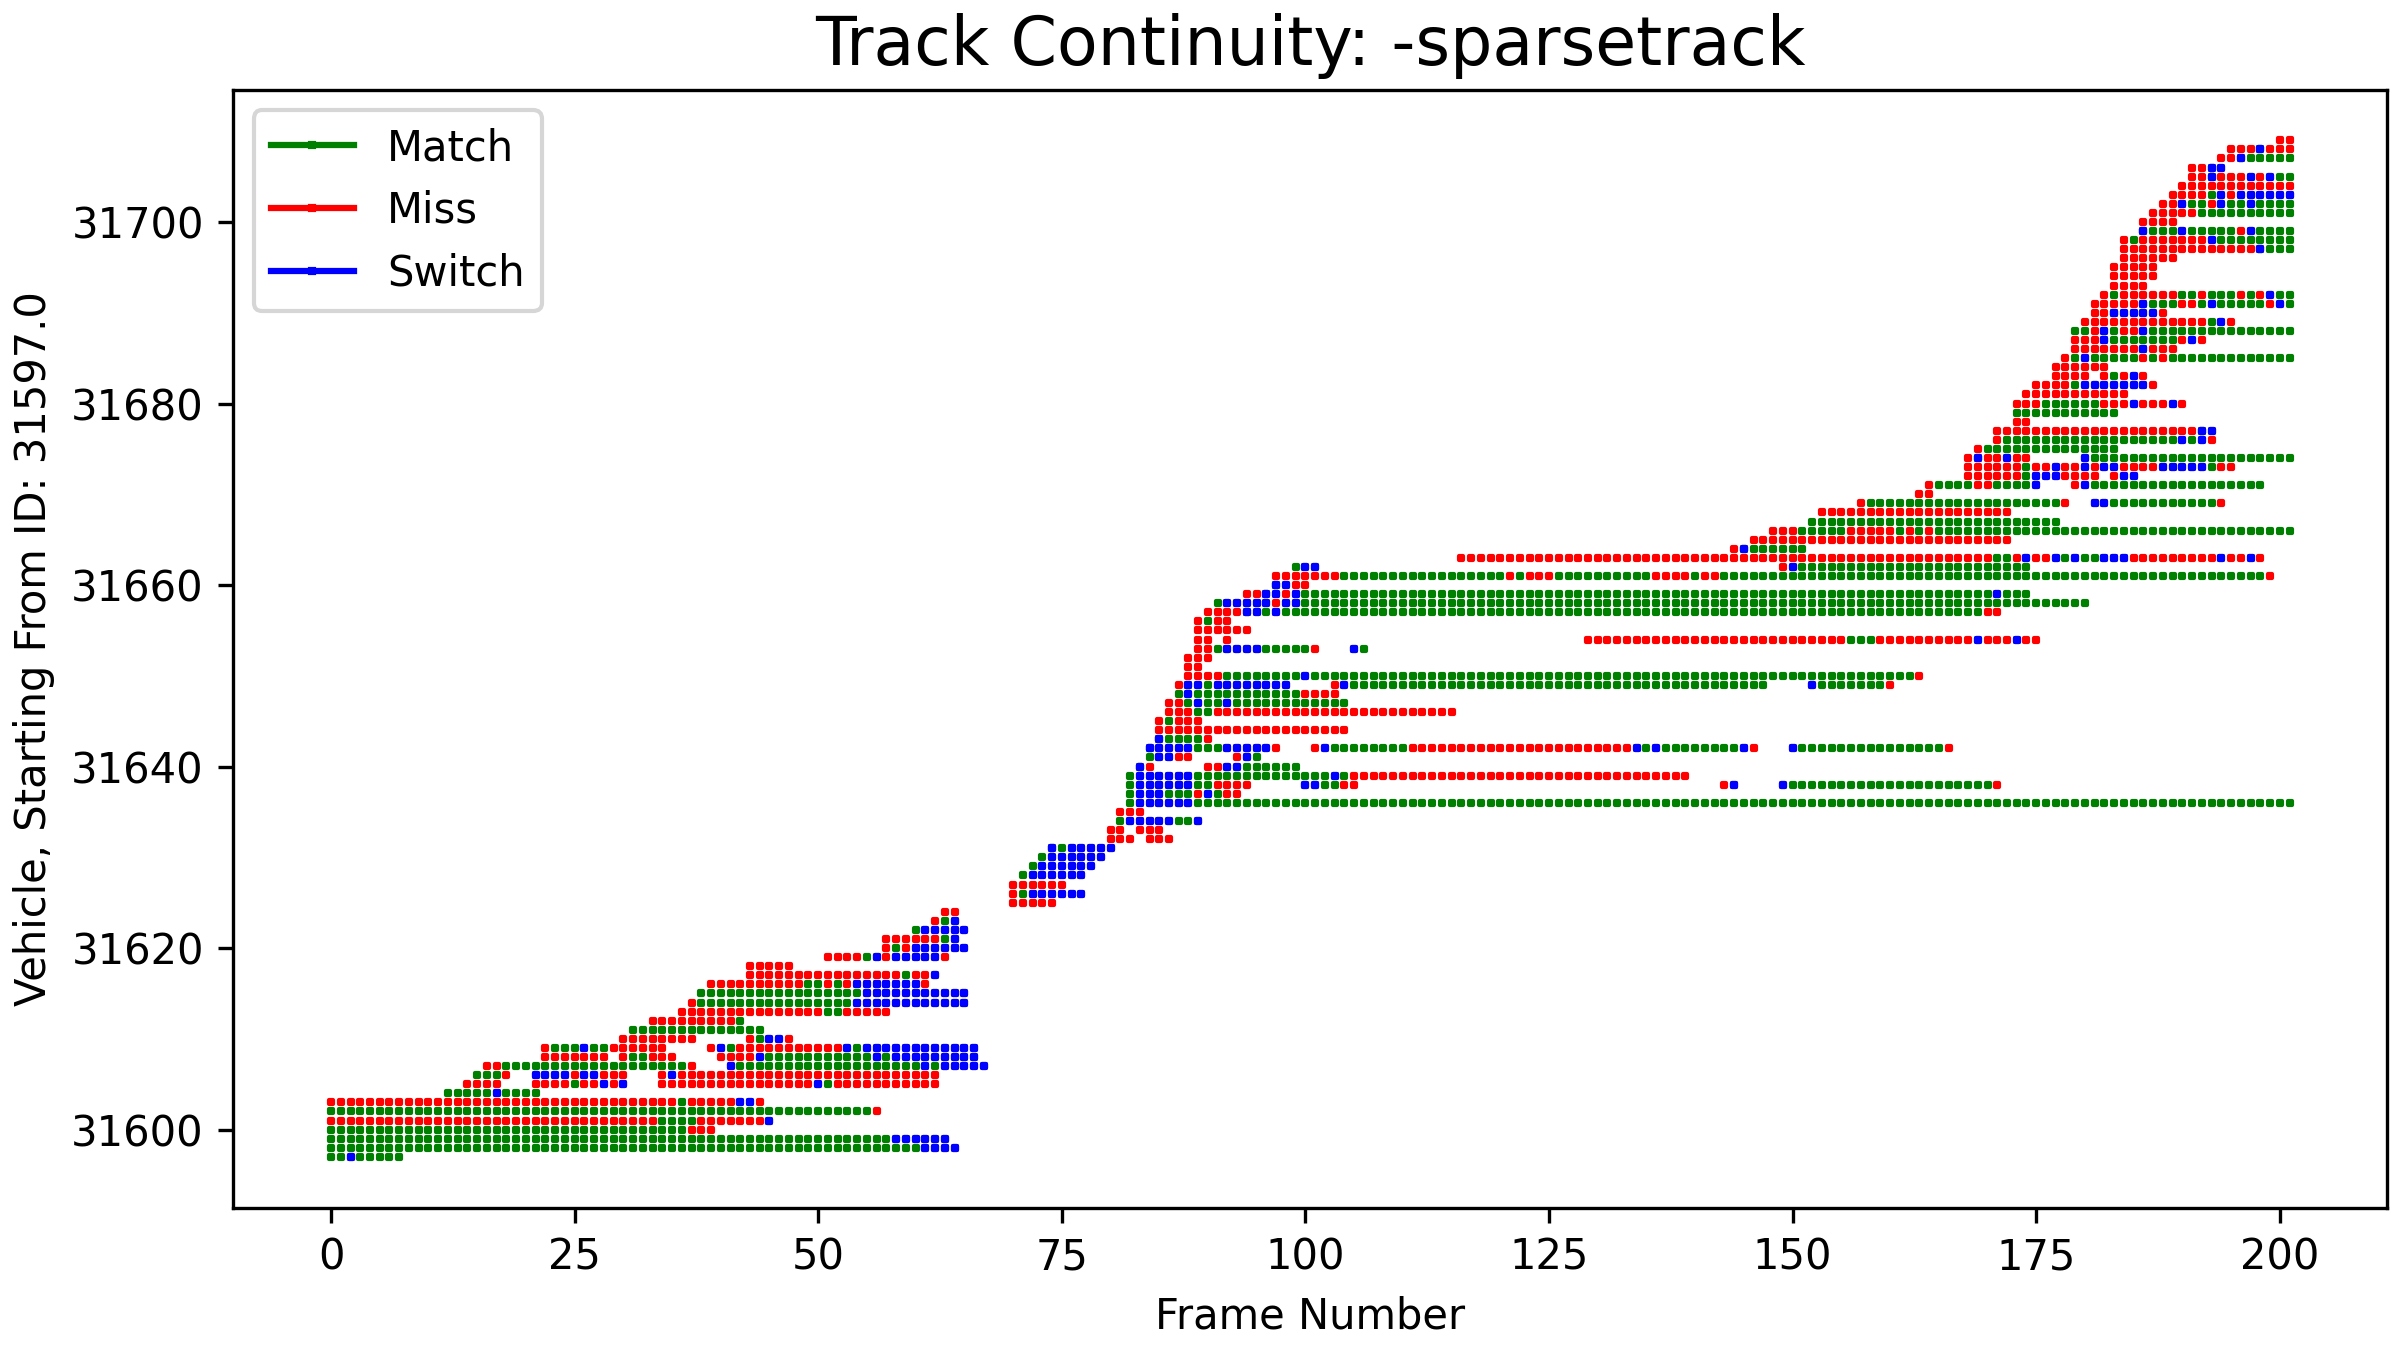 Track Continuity: -sparsetrack
Match
Miss
Switch
Vehicle, Starting From ID: 31597.0
31700
31680
31660
31640
31620
31600
0 25 50 75 100 125 150 175 200
Frame Number